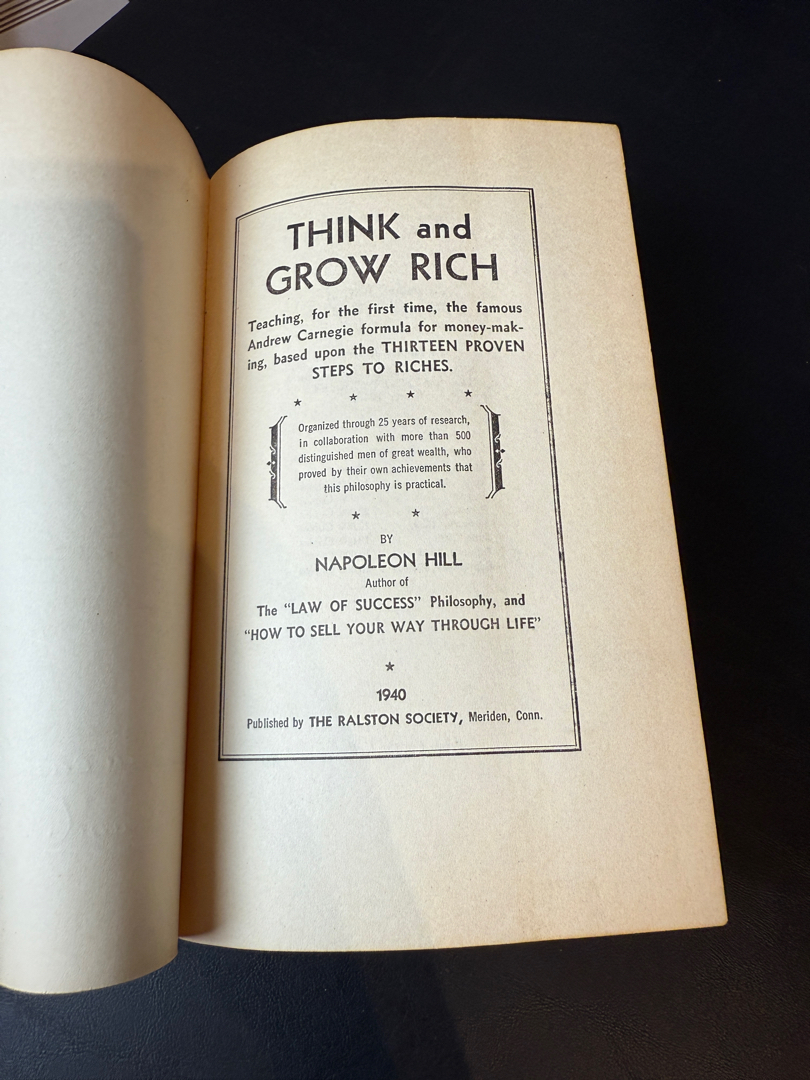 THINK and
GROW RICH
Teaching, for the first time, the famous
Andrew Carnegie formula for money-mak-
ing, based upon the THIRTEEN PROVEN
STEPS TO RICHES.
Organized through 25 years of research,
in collaboration with more than 500
distinguished men of great wealth, who
proved by their own achievements that
this philosophy is practical.
BY
NAPOLEON HILL
Author of
The "LAW OF SUCCESS" Philosophy, and
"HOW TO SELL YOUR WAY THROUGH LIFE"
1940
Published by THE RALSTON SOCIETY, Meriden, Conn.